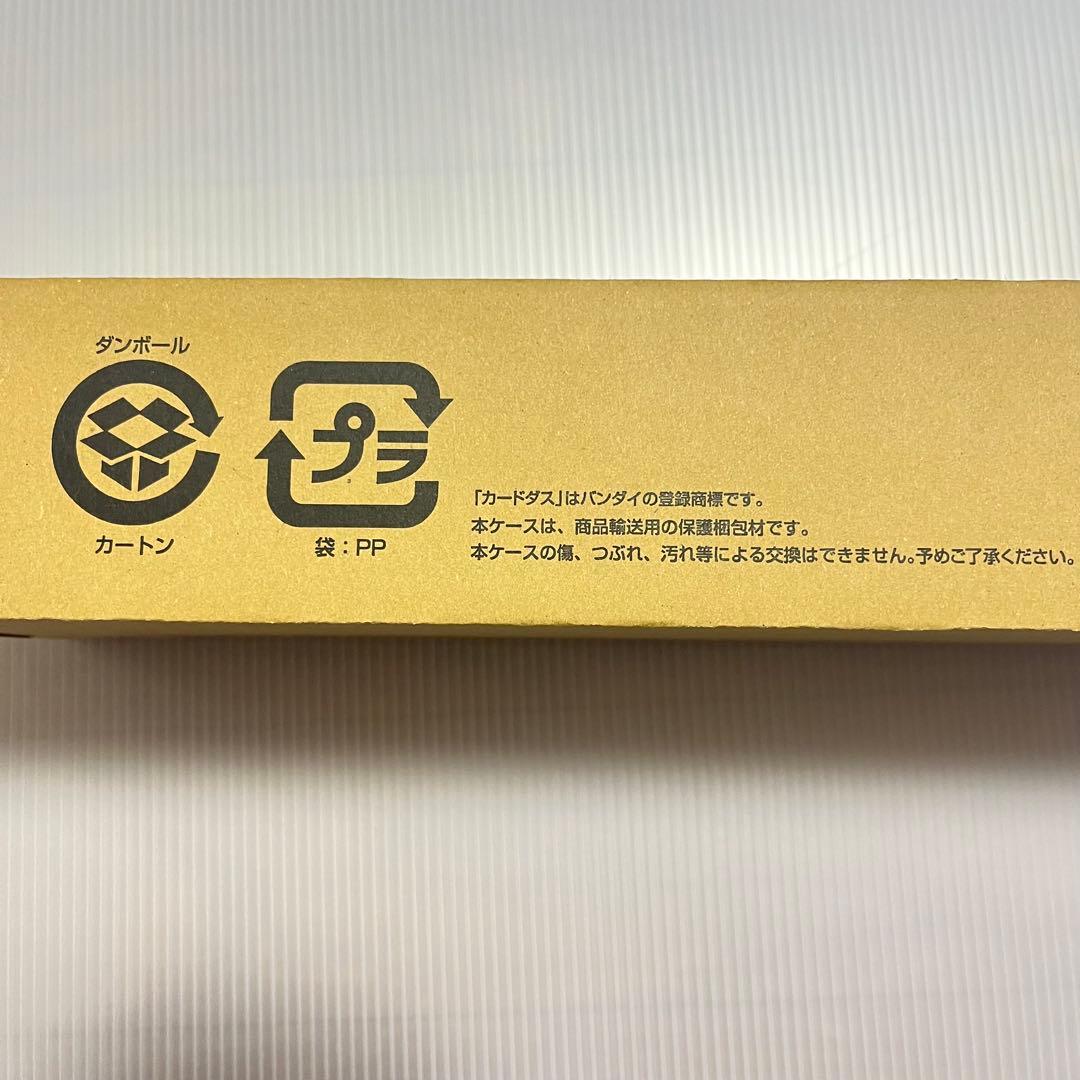 ダンボール
カートン
プラ
袋：PP
「カードダス」はバンダイの登録商標です。
本ケースは、商品輸送用の保護梱包材です。
本ケースの傷、つぶれ、汚れ等による交換はできません。予めご了承ください。